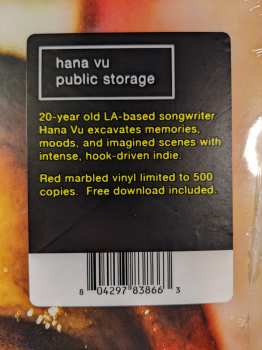 hana vu
public storage
20-year old LA-based songwriter
Hana Vu excavates memories,
moods, and imagined scenes with
intense, hook-driven indie.
Red marbled vinyl limited to 500
copies. Free download included.
8 04297 83866 3